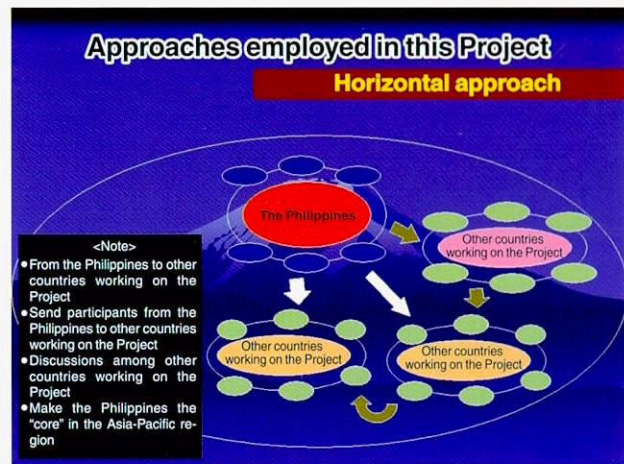 Approaches employed in this Project
Horizontal approach
The Philippines
Other countries
working on the Project
Other countries
working on the Project
Other countries
working on the Project
<Note>
●From the Philippines to other
countries working on the
Project
●Send participants from the
Philippines to other countries
working on the Project
●Discussions among other
countries working on the
Project
●Make the Philippines the
"core" in the Asia-Pacific re-
gion